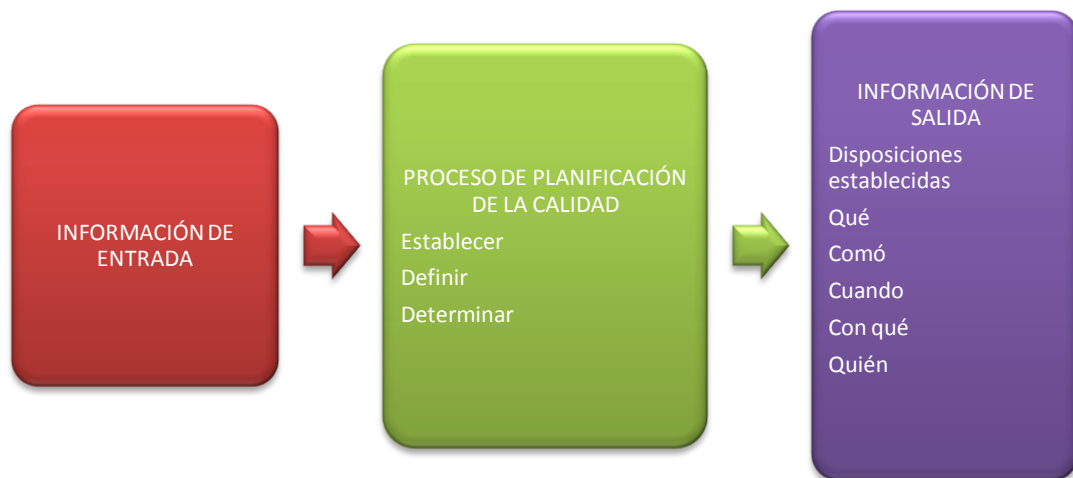 INFORMACIÓN DE
ENTRADA
PROCESO DE PLANIFICACIÓN
DE LA CALIDAD
Establecer
Definir
Determinar
INFORMACIÓN DE
SALIDA
Disposiciones
establecidas
Qué
Comó
Cuando
Con qué
Quién